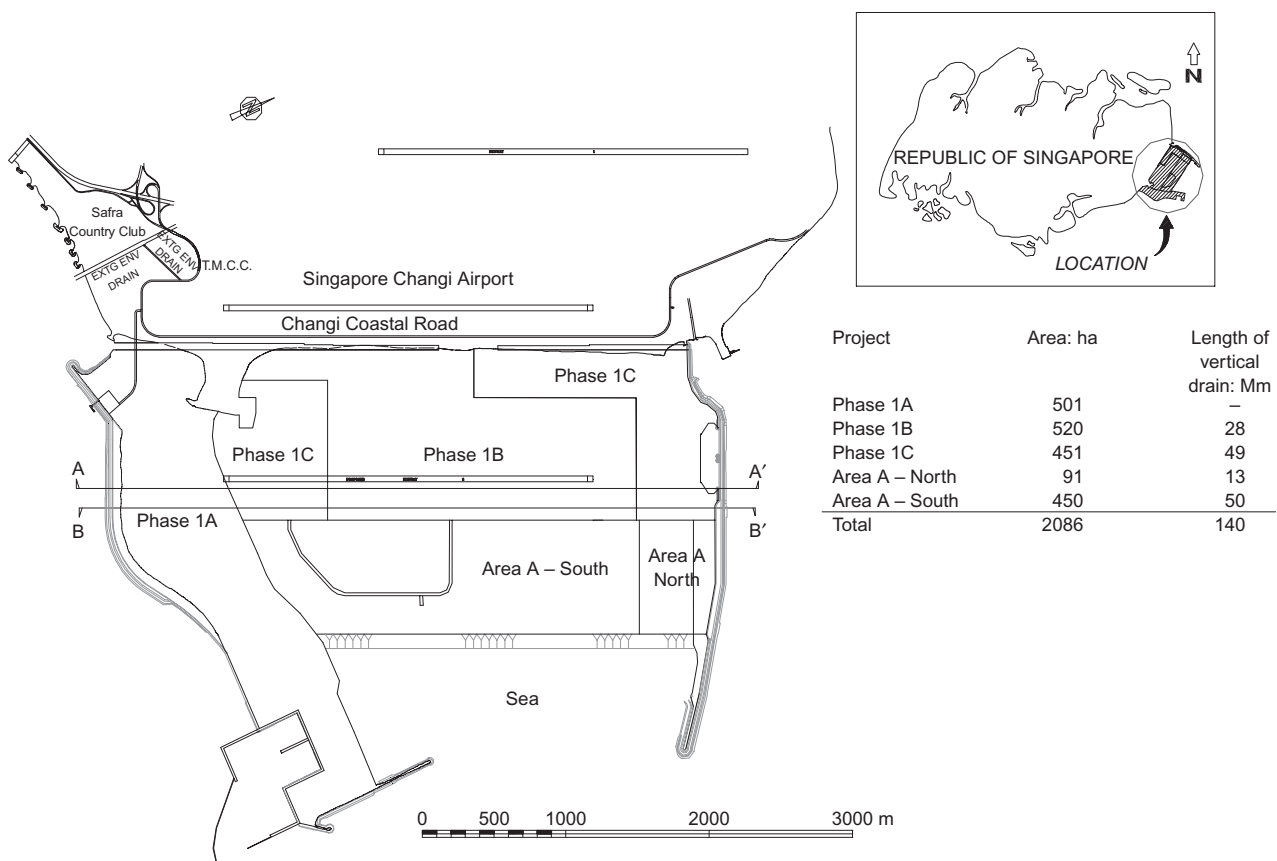 N
REPUBLIC OF SINGAPORE
LOCATION
Safra
Country Club
EXTG ENV
DRAIN
EXTG ENV
DRAIN
T.M.C.C.
Singapore Changi Airport
Changi Coastal Road
Phase 1C
Phase 1C
Phase 1B
A
A′
B
B′
Phase 1A
Area A – South
Area A
North
Sea
0 500 1000 2000 3000 m
Project Area: ha Length of
vertical
drain: Mm
Phase 1A 501 –
Phase 1B 520 28
Phase 1C 451 49
Area A – North 91 13
Area A – South 450 50
Total 2086 140